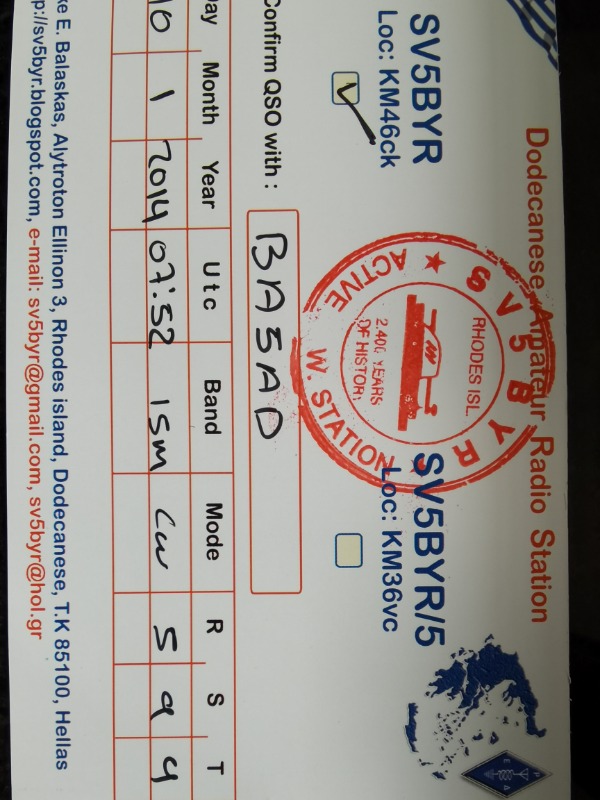 Dodecanese Amateur Radio Station
SV5BYR
Loc: KM46ck
SV5BYR/5
Loc: KM36vc
SV5BYR
RHODES ISL.
2.400 YEARS
OF HISTORY
ACTIVE W. STATION
Confirm QSO with :
BA5AD
Day Month Year Utc Band Mode R S T
10 1 2014 07:52 15m CW 5 9 9
ke E. Balaskas, Alytroton Ellinon 3, Rhodes island, Dodecanese, T.K 85100, Hellas
p://sv5byr.blogspot.com, e-mail: sv5byr@gmail.com, sv5byr@hol.gr